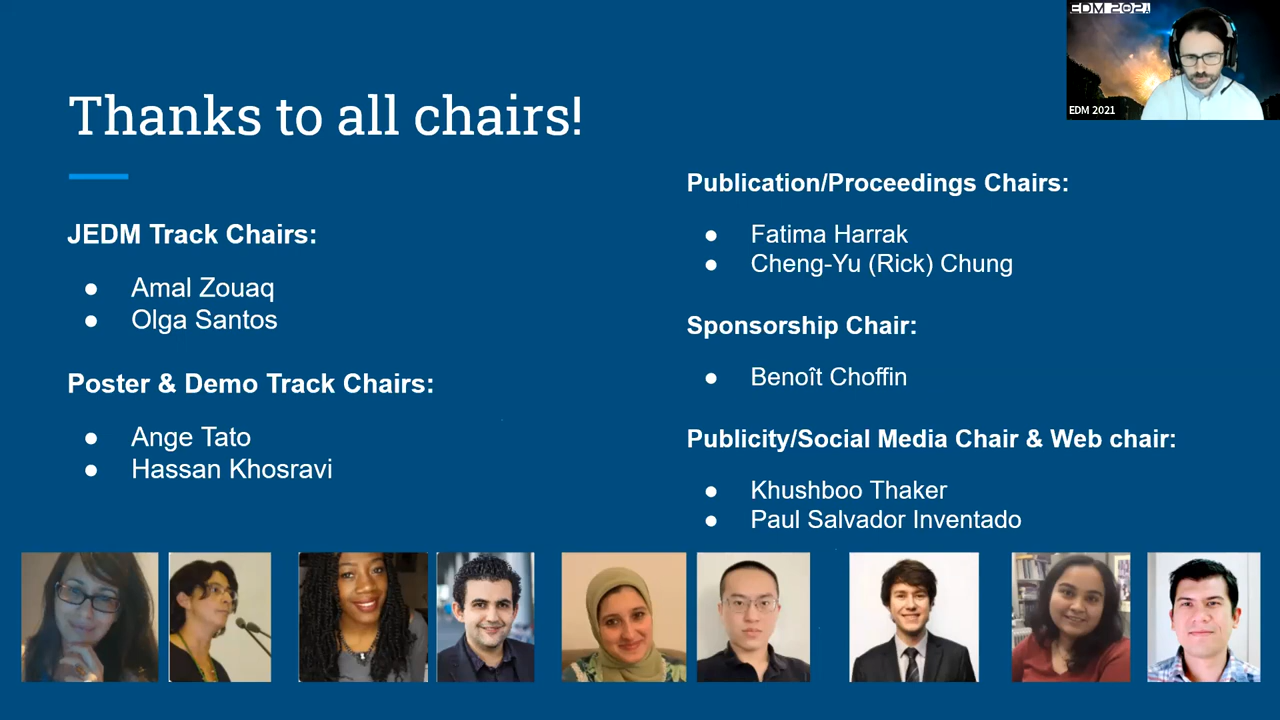 Thanks to all chairs!
JEDM Track Chairs:
● Amal Zouaq
● Olga Santos
Poster & Demo Track Chairs:
● Ange Tato
● Hassan Khosravi
Publication/Proceedings Chairs:
● Fatima Harrak
● Cheng-Yu (Rick) Chung
Sponsorship Chair:
● Benoît Choffin
Publicity/Social Media Chair & Web chair:
● Khushboo Thaker
● Paul Salvador Inventado
EDM 2021
EDM 2021